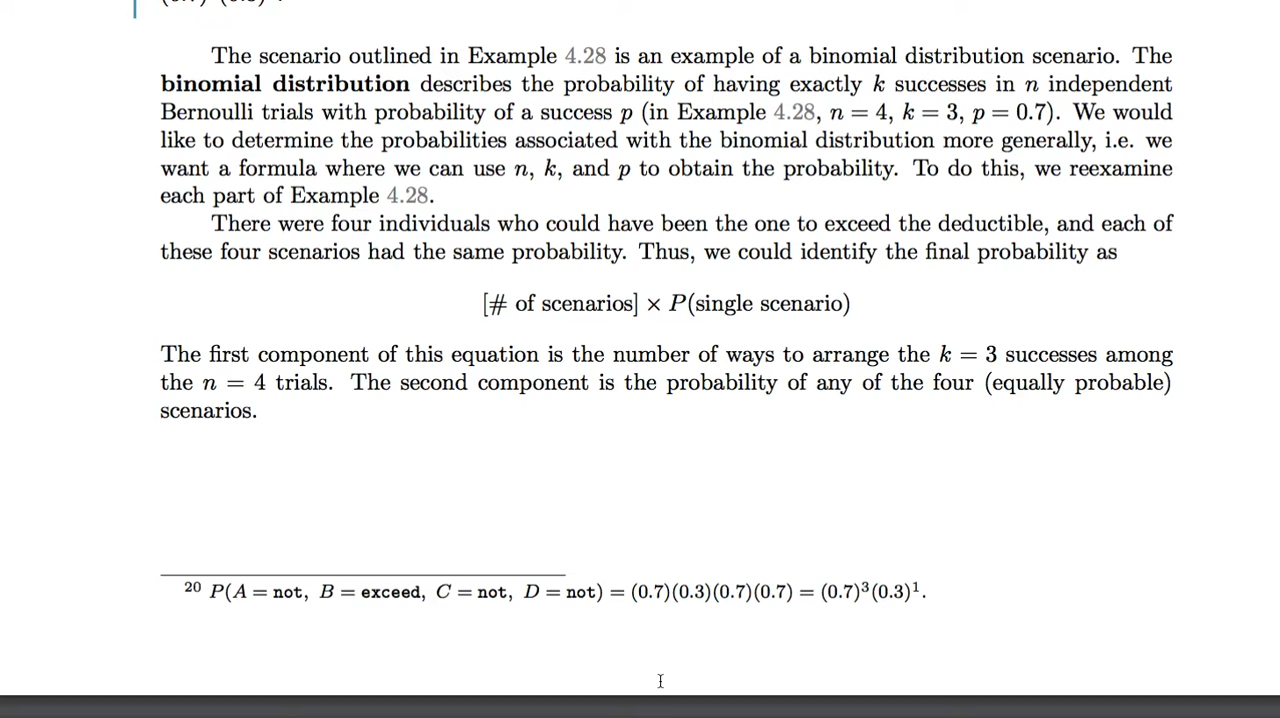 The scenario outlined in Example 4.28 is an example of a binomial distribution scenario. The
binomial distribution describes the probability of having exactly k successes in n independent
Bernoulli trials with probability of a success p (in Example 4.28, n = 4, k = 3, p = 0.7). We would
like to determine the probabilities associated with the binomial distribution more generally, i.e. we
want a formula where we can use n, k, and p to obtain the probability. To do this, we reexamine
each part of Example 4.28.
There were four individuals who could have been the one to exceed the deductible, and each of
these four scenarios had the same probability. Thus, we could identify the final probability as
[# of scenarios] × P(single scenario)
The first component of this equation is the number of ways to arrange the k = 3 successes among
the n = 4 trials. The second component is the probability of any of the four (equally probable)
scenarios.
20 P(A = not, B = exceed, C = not, D = not) = (0.7)(0.3)(0.7)(0.7) = (0.7)³(0.3)¹.